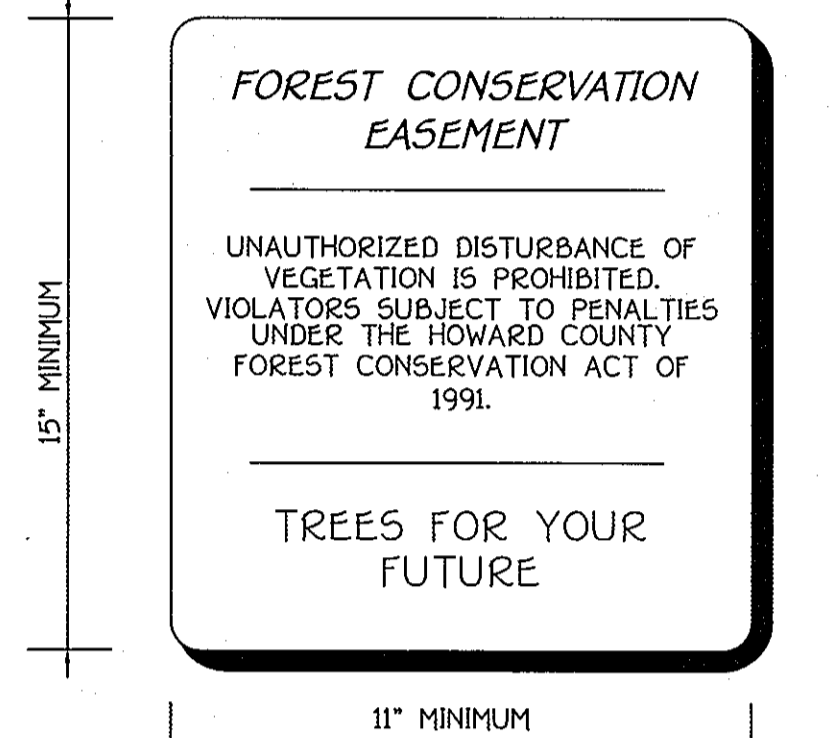 FOREST CONSERVATION
EASEMENT
UNAUTHORIZED DISTURBANCE OF
VEGETATION IS PROHIBITED.
VIOLATORS SUBJECT TO PENALTIES
UNDER THE HOWARD COUNTY
FOREST CONSERVATION ACT OF
1991.
TREES FOR YOUR
FUTURE
15" MINIMUM
11" MINIMUM